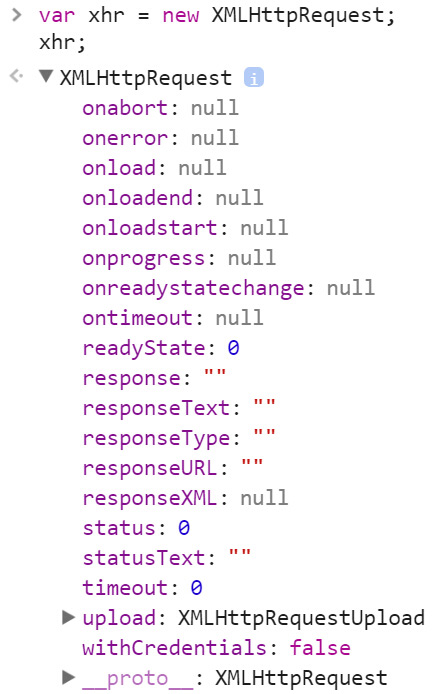 > var xhr = new XMLHttpRequest;
xhr;
XMLHttpRequest i
onabort: null
onerror: null
onload: null
onloadend: null
onloadstart: null
onprogress: null
onreadystatechange: null
ontimeout: null
readyState: 0
response: ""
responseText: ""
responseType: ""
responseURL: ""
responseXML: null
status: 0
statusText: ""
timeout: 0
upload: XMLHttpRequestUpload
withCredentials: false
__proto__: XMLHttpRequest